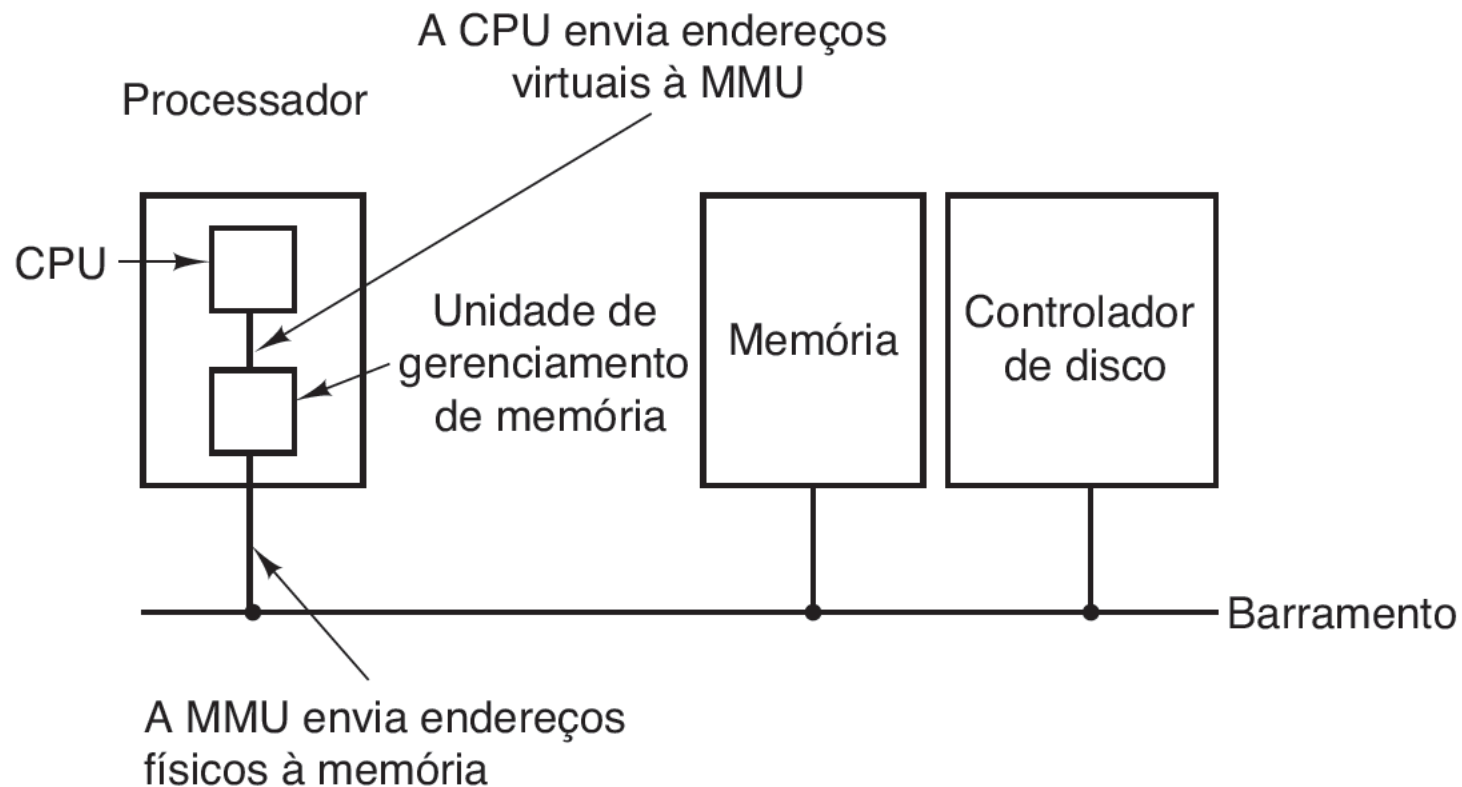 A CPU envia endereços
virtuais à MMU
Processador
CPU
Unidade de
gerenciamento
de memória
Memória
Controlador
de disco
Barramento
A MMU envia endereços
físicos à memória